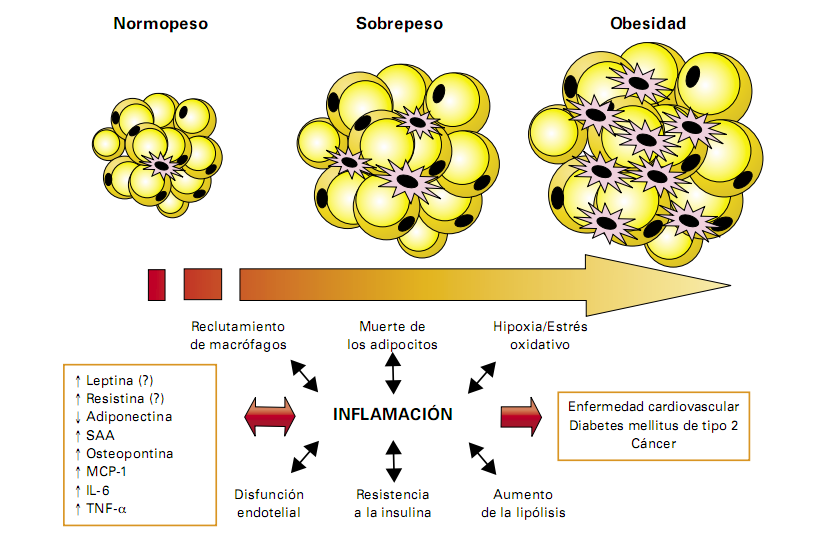 Normopeso
Sobrepeso
Obesidad
Reclutamiento
de macrófagos
Muerte de
los adipocitos
Hipoxia/Estrés
oxidativo
↑ Leptina (?)
↑ Resistina (?)
↓ Adiponectina
↑ SAA
↑ Osteopontina
↑ MCP-1
↑ IL-6
↑ TNF-α
INFLAMACIÓN
Enfermedad cardiovascular
Diabetes mellitus de tipo 2
Cáncer
Disfunción
endotelial
Resistencia
a la insulina
Aumento
de la lipólisis